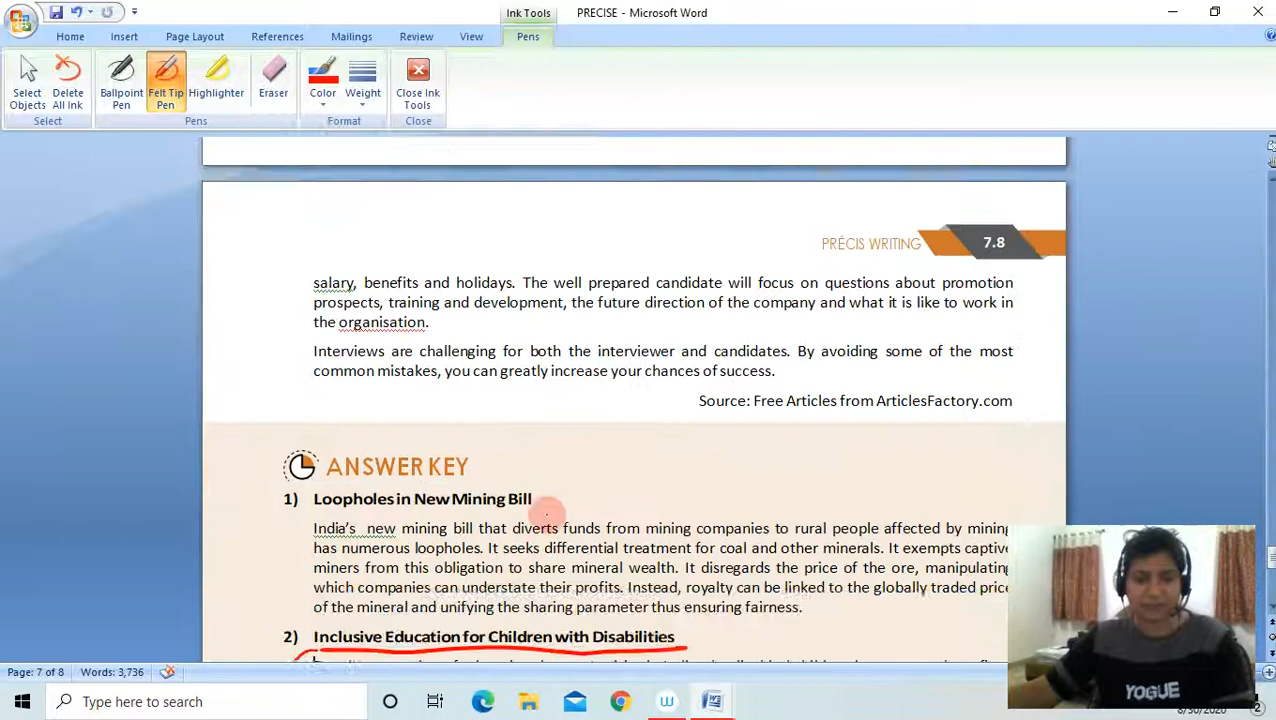 Ink Tools
PRECISE - Microsoft Word
Home Insert Page Layout References Mailings Review View Pens
Select Objects
Delete All Ink
Ballpoint Pen
Felt Tip Pen
Highlighter
Eraser
Color
Weight
Close Ink Tools
Select Pens Format Close
PRÉCIS WRITING 7.8
salary, benefits and holidays. The well prepared candidate will focus on questions about promotion
prospects, training and development, the future direction of the company and what it is like to work in
the organisation.
Interviews are challenging for both the interviewer and candidates. By avoiding some of the most
common mistakes, you can greatly increase your chances of success.
Source: Free Articles from ArticlesFactory.com
ANSWER KEY
1) Loopholes in New Mining Bill
India's new mining bill that diverts funds from mining companies to rural people affected by mining
has numerous loopholes. It seeks differential treatment for coal and other minerals. It exempts captive
miners from this obligation to share mineral wealth. It disregards the price of the ore, manipulating
which companies can understate their profits. Instead, royalty can be linked to the globally traded price
of the mineral and unifying the sharing parameter thus ensuring fairness.
2) Inclusive Education for Children with Disabilities
YOGUE
Page: 7 of 8 Words: 3,736
Type here to search
8/30/2020 2